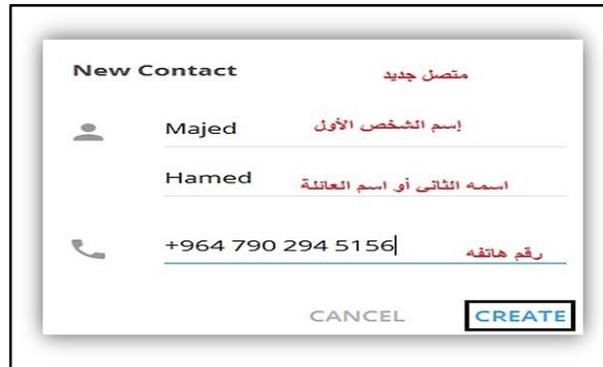 New Contact متصل جديد
Majed إسم الشخص الأول
Hamed اسمه الثاني أو اسم العائلة
+964 790 294 5156 رقم هاتفه
CANCEL CREATE